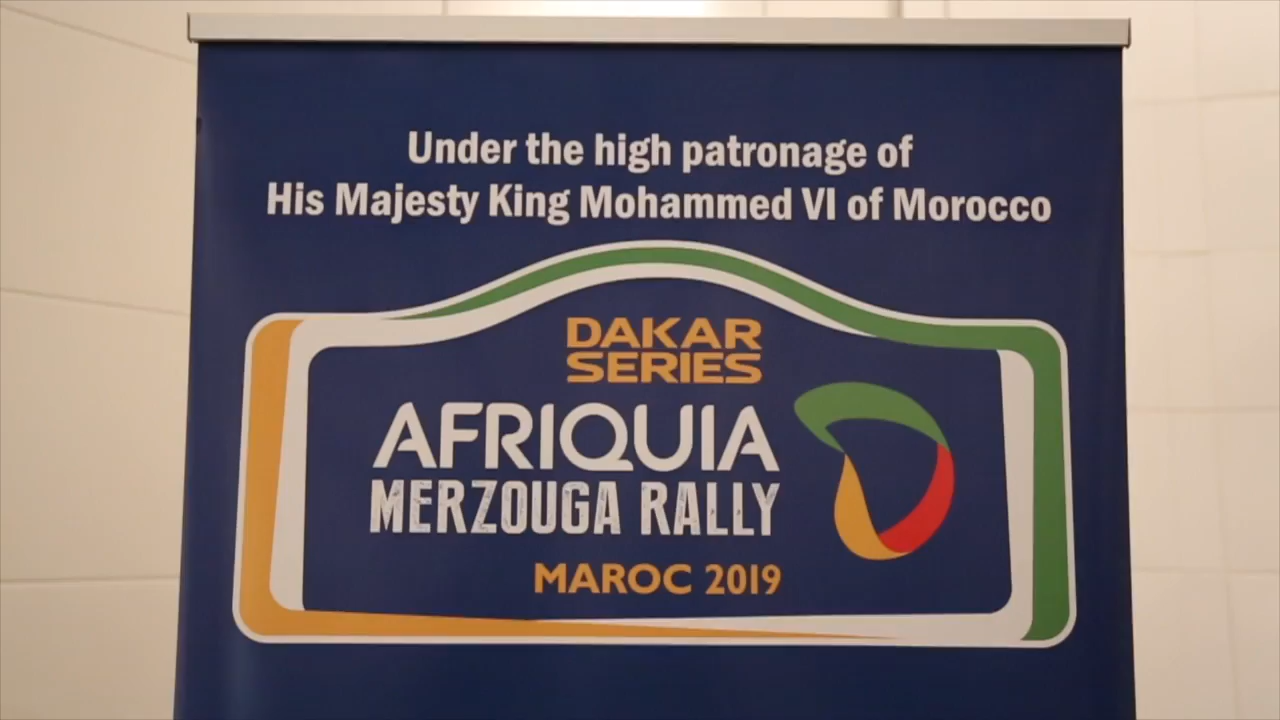 Under the high patronage of
His Majesty King Mohammed VI of Morocco
DAKAR
SERIES
AFRIQUIA
MERZOUGA RALLY
MAROC 2019